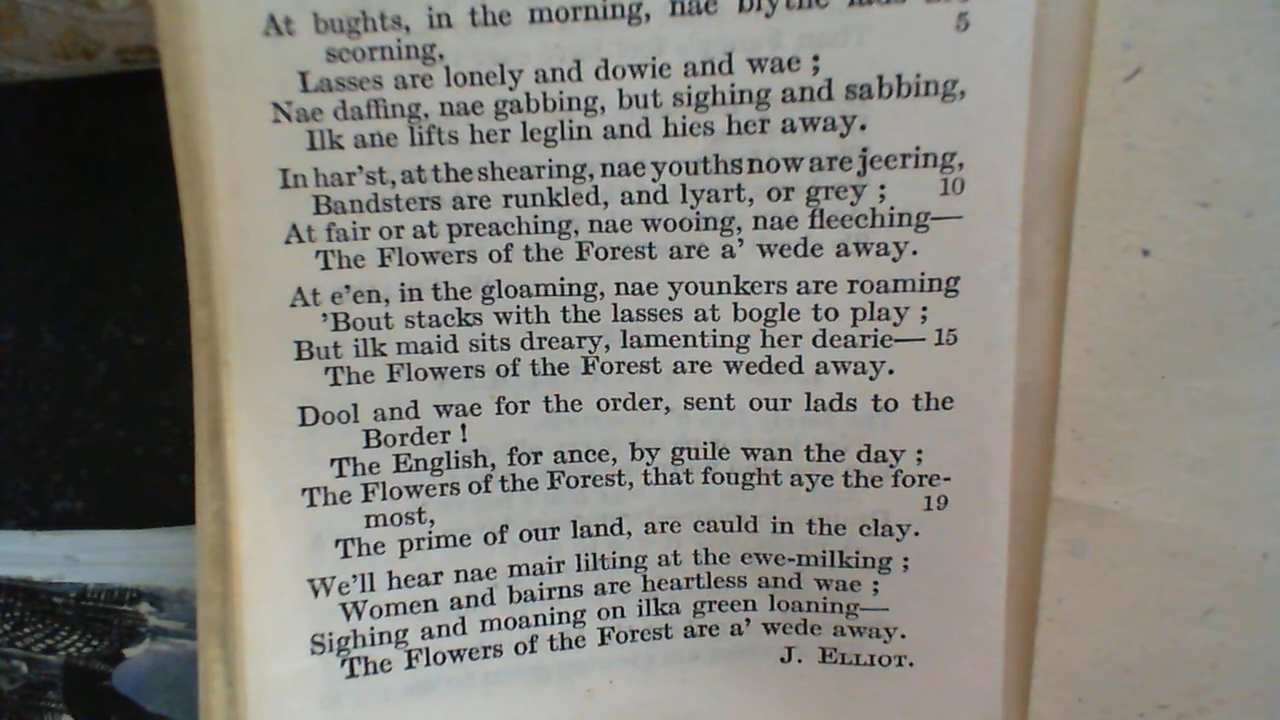 At bughts, in the morning, nae blythe lads are
5
scorning,
Lasses are lonely and dowie and wae ;
Nae daffing, nae gabbing, but sighing and sabbing,
Ilk ane lifts her leglin and hies her away.
In har'st, at the shearing, nae youths now are jeering,
Bandsters are runkled, and lyart, or grey ; 10
At fair or at preaching, nae wooing, nae fleeching—
The Flowers of the Forest are a' wede away.
At e'en, in the gloaming, nae younkers are roaming
'Bout stacks with the lasses at bogle to play ;
But ilk maid sits dreary, lamenting her dearie— 15
The Flowers of the Forest are weded away.
Dool and wae for the order, sent our lads to the
Border !
The English, for ance, by guile wan the day ;
The Flowers of the Forest, that fought aye the fore-
most, 19
The prime of our land, are cauld in the clay.
We'll hear nae mair lilting at the ewe-milking ;
Women and bairns are heartless and wae ;
Sighing and moaning on ilka green loaning—
The Flowers of the Forest are a' wede away.
J. ELLIOT.